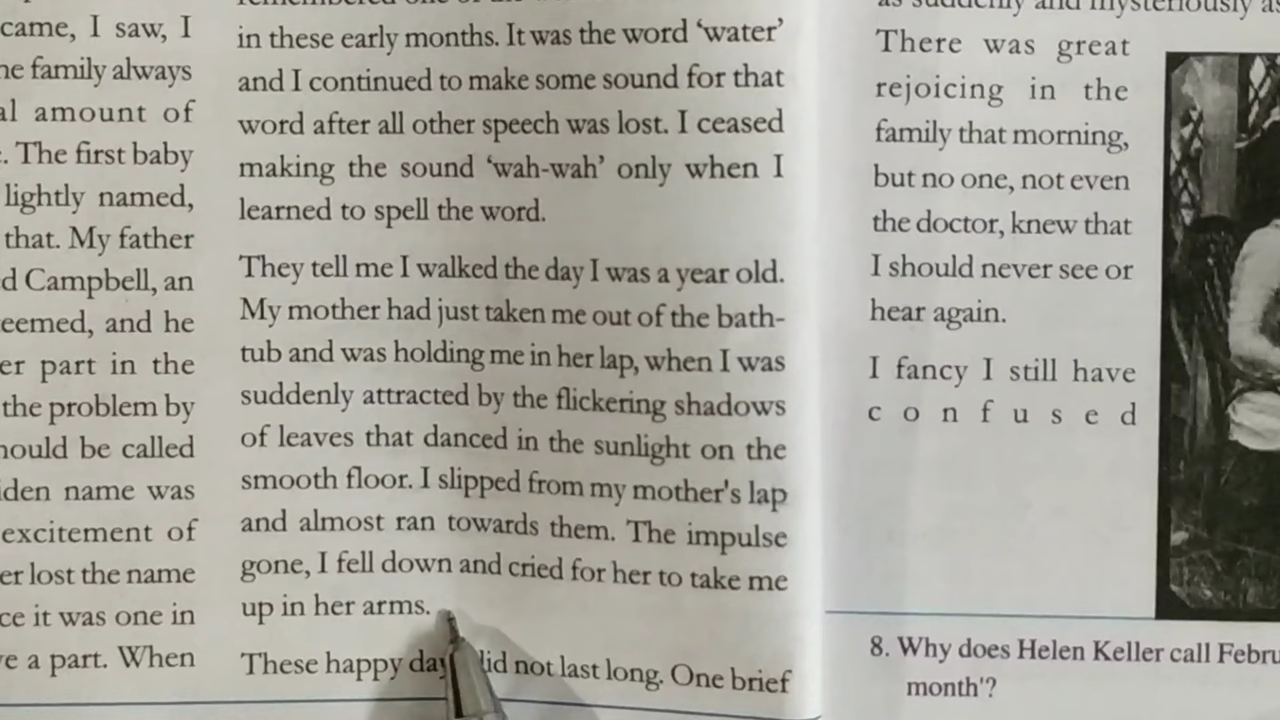 came, I saw, I
family always
amount of
The first baby
lightly named,
that. My father
Campbell, an
and he
part in the
the problem by
be called
name was
excitement of
lost the name
it was one in
a part. When
in these early months. It was the word ‘water’
and I continued to make some sound for that
word after all other speech was lost. I ceased
making the sound ‘wah-wah’ only when I
learned to spell the word.
They tell me I walked the day I was a year old.
My mother had just taken me out of the bath-
tub and was holding me in her lap, when I was
suddenly attracted by the flickering shadows
of leaves that danced in the sunlight on the
smooth floor. I slipped from my mother's lap
and almost ran towards them. The impulse
gone, I fell down and cried for her to take me
up in her arms.
These happy did not last long. One brief
as suddenly and mysteriously as
There was great
rejoicing in the
family that morning,
but no one, not even
the doctor, knew that
I should never see or
hear again.
I fancy I still have
confused
8. Why does Helen Keller call
month'?